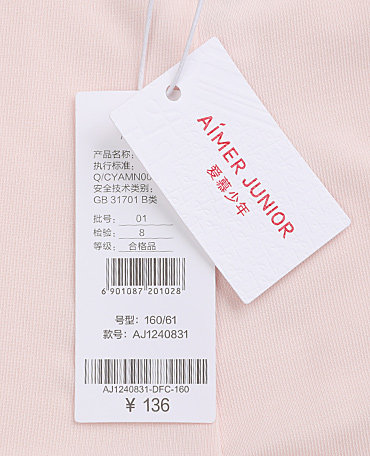 产品名称:
执行标准:
Q/CYAMN00
安全技术类别:
GB 31701 B类
批号: 01
检验: 8
等级: 合格品
6 901087 201028
号型: 160/61
款号: AJ1240831
AJ1240831-DFC-160
¥ 136
AIMER JUNIOR
爱慕少年